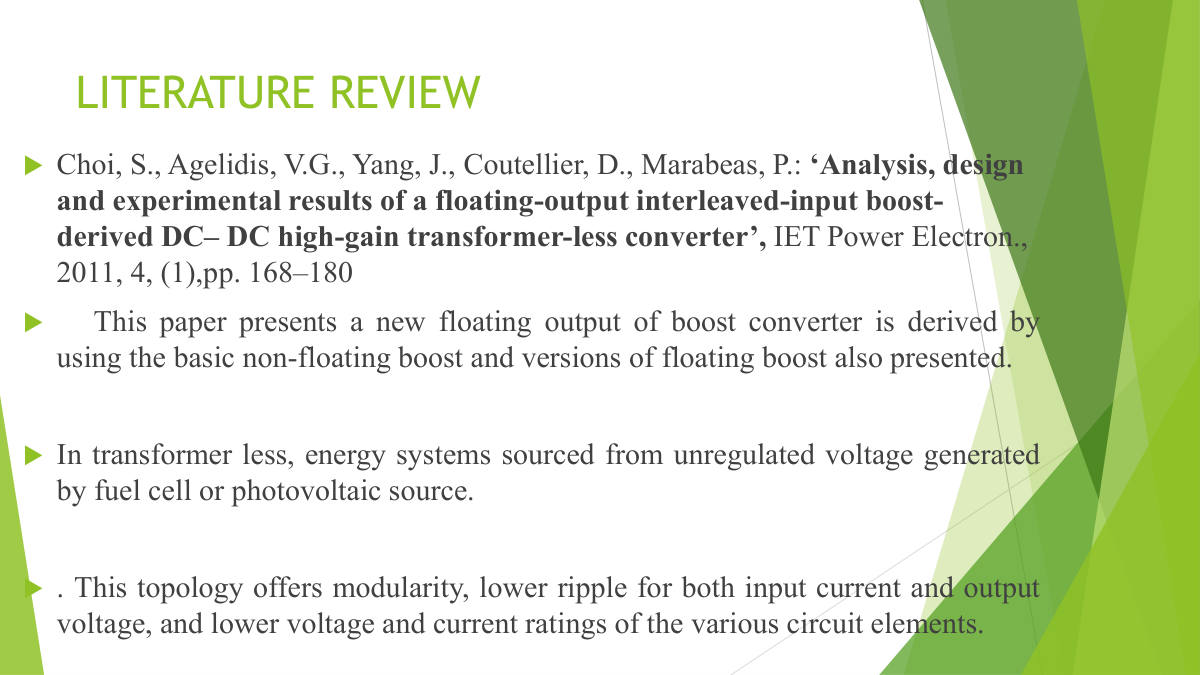 LITERATURE REVIEW
Choi, S., Agelidis, V.G., Yang, J., Coutellier, D., Marabeas, P.: ‘Analysis, design
and experimental results of a floating-output interleaved-input boost-
derived DC– DC high-gain transformer-less converter’, IET Power Electron.,
2011, 4, (1),pp. 168–180
This paper presents a new floating output of boost converter is derived by
using the basic non-floating boost and versions of floating boost also presented.
In transformer less, energy systems sourced from unregulated voltage generated
by fuel cell or photovoltaic source.
. This topology offers modularity, lower ripple for both input current and output
voltage, and lower voltage and current ratings of the various circuit elements.